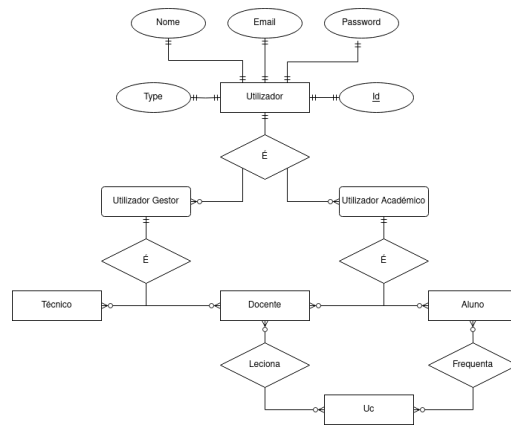 Nome
Email
Password
Type
Utilizador
Id
É
Utilizador Gestor
Utilizador Académico
É
É
Técnico
Docente
Aluno
Leciona
Frequenta
Uc